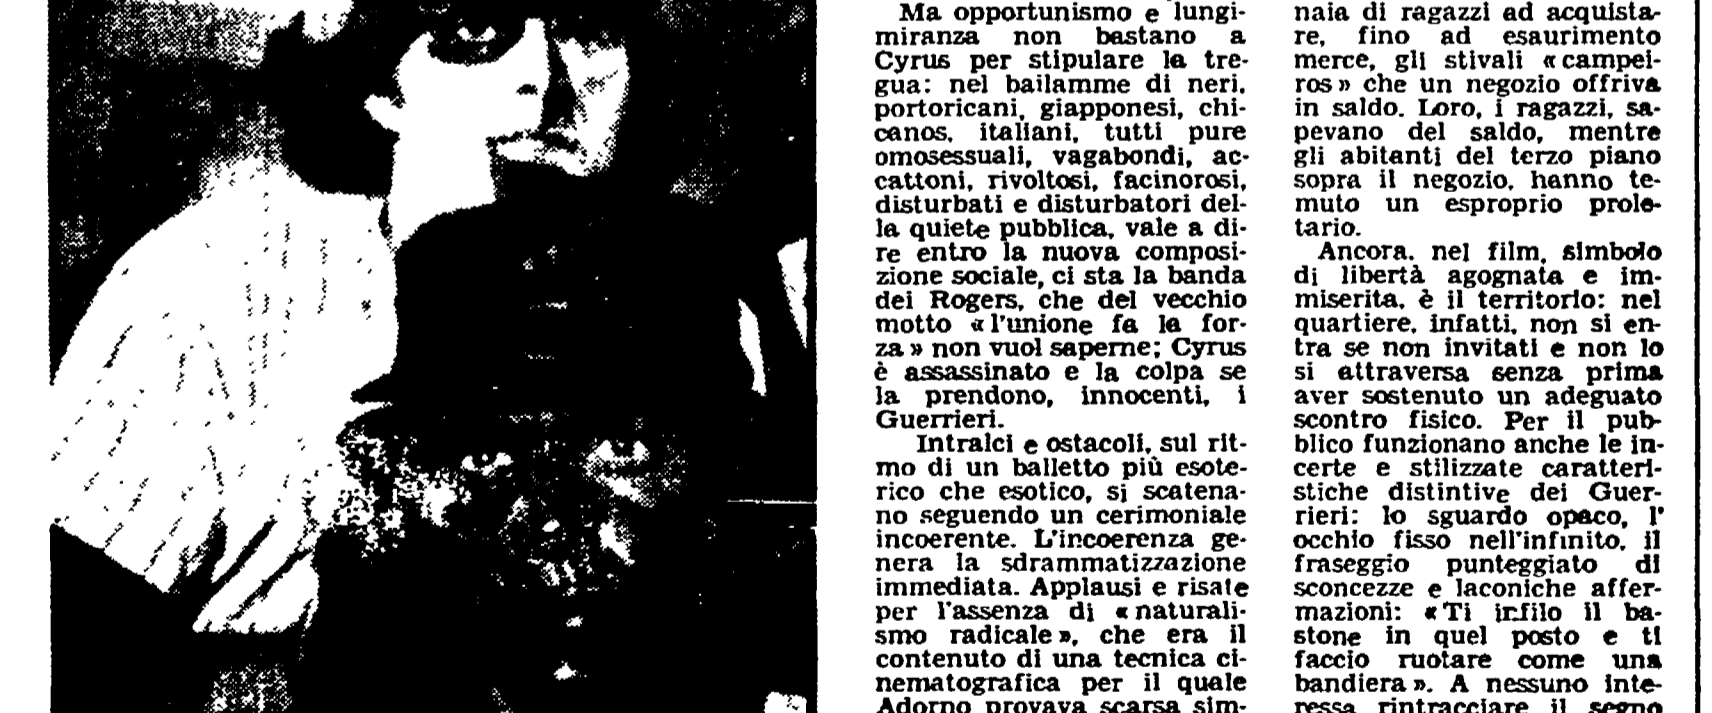 Ma opportunismo e lungi-
miranza non bastano a
Cyrus per stipulare la tre-
gua: nel bailamme di neri,
portoricani, giapponesi, chi-
canos, italiani, tutti pure
omosessuali, vagabondi, ac-
cattoni, rivoltosi, facinorosi,
disturbati e disturbatori del-
la quiete pubblica, vale a di-
re entro la nuova composi-
zione sociale, ci sta la banda
dei Rogers, che del vecchio
motto «l'unione fa la for-
za» non vuol saperne; Cyrus
è assassinato e la colpa se
la prendono, innocenti, i
Guerrieri.
Intralci e ostacoli, sul rit-
mo di un balletto più esote-
rico che esotico, si scatena-
no seguendo un cerimoniale
incoerente. L'incoerenza ge-
nera la sdrammatizzazione
immediata. Applausi e risate
per l'assenza di «naturali-
smo radicale», che era il
contenuto di una tecnica ci-
nematografica per il quale
Adorno provava scarsa sim-
naia di ragazzi ad acquista-
re, fino ad esaurimento
merce, gli stivali «campei-
ros» che un negozio offriva
in saldo. Loro, i ragazzi, sa-
pevano del saldo, mentre
gli abitanti del terzo piano
sopra il negozio, hanno te-
muto un esproprio prole-
tario.
Ancora, nel film, simbolo
di libertà agognata e im-
miserita, è il territorio: nel
quartiere, infatti, non si en-
tra se non invitati e non lo
si attraversa senza prima
aver sostenuto un adeguato
scontro fisico. Per il pub-
blico funzionano anche le in-
certe e stilizzate caratteri-
stiche distintive dei Guer-
rieri: lo sguardo opaco, l'
occhio fisso nell'infinito, il
fraseggio punteggiato di
sconcezze e laconiche affer-
mazioni: «Ti infilo il ba-
stone in quel posto e ti
faccio ruotare come una
bandiera». A nessuno inte-
ressa rintracciare il segno